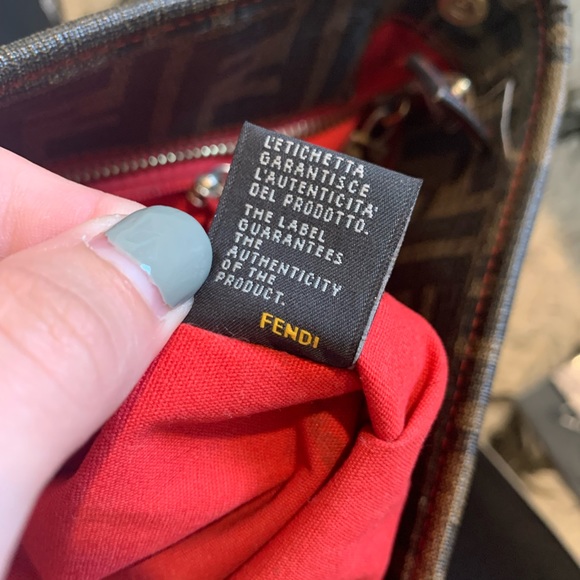 L'ETICHETTA
GARANTISCE
L'AUTENTICITA'
DEL PRODOTTO.
THE LABEL
GUARANTEES
THE
AUTHENTICITY
OF THE
PRODUCT.
FENDI